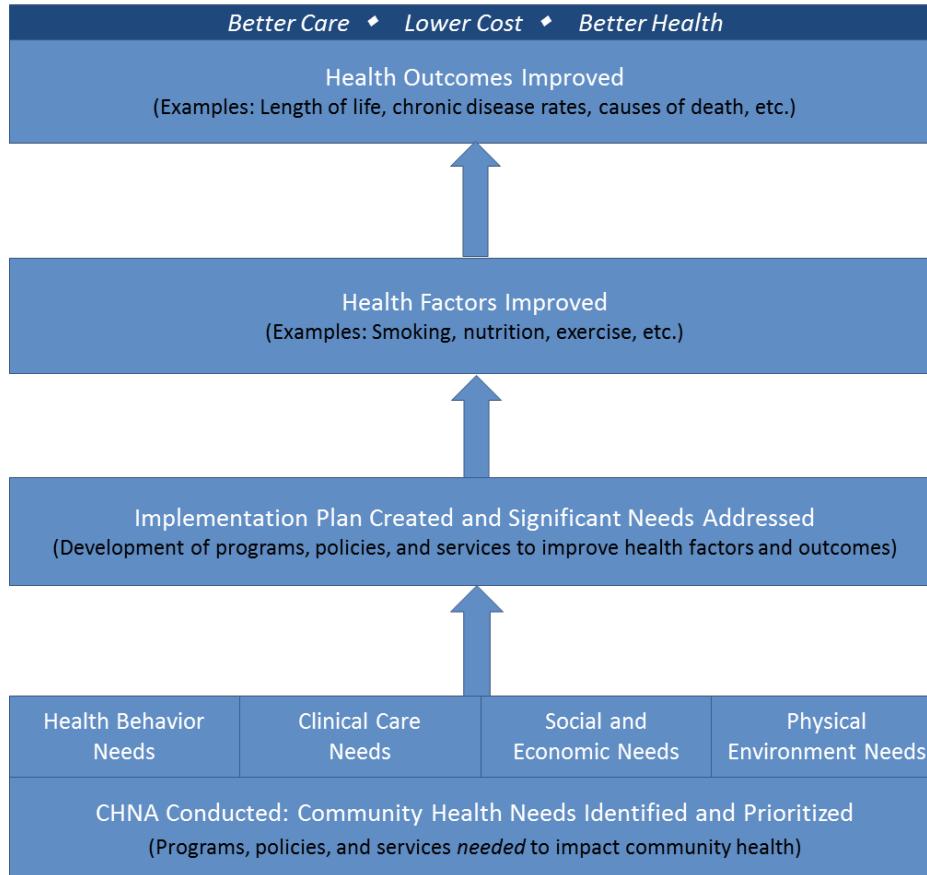 Better Care ◆ Lower Cost ◆ Better Health
Health Outcomes Improved
(Examples: Length of life, chronic disease rates, causes of death, etc.)
Health Factors Improved
(Examples: Smoking, nutrition, exercise, etc.)
Implementation Plan Created and Significant Needs Addressed
(Development of programs, policies, and services to improve health factors and outcomes)
Health Behavior
Needs
Clinical Care
Needs
Social and
Economic Needs
Physical
Environment Needs
CHNA Conducted: Community Health Needs Identified and Prioritized
(Programs, policies, and services needed to impact community health)